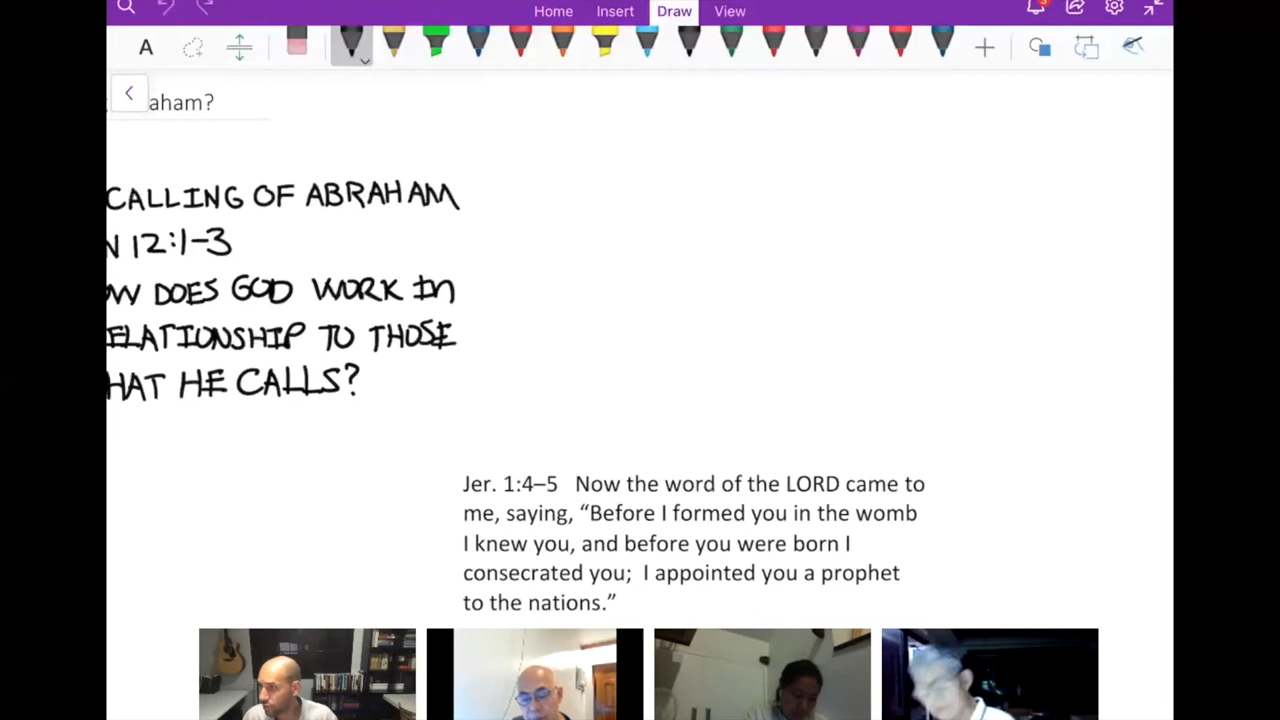 Home Insert Draw View
A
aham?
CALLING OF ABRAHAM
N 12:1-3
OW DOES GOD WORK In
ELATIONSHIP TO THOSE
HAT HE CALLS?
Jer. 1:4–5 Now the word of the LORD came to
me, saying, “Before I formed you in the womb
I knew you, and before you were born I
consecrated you; I appointed you a prophet
to the nations.”